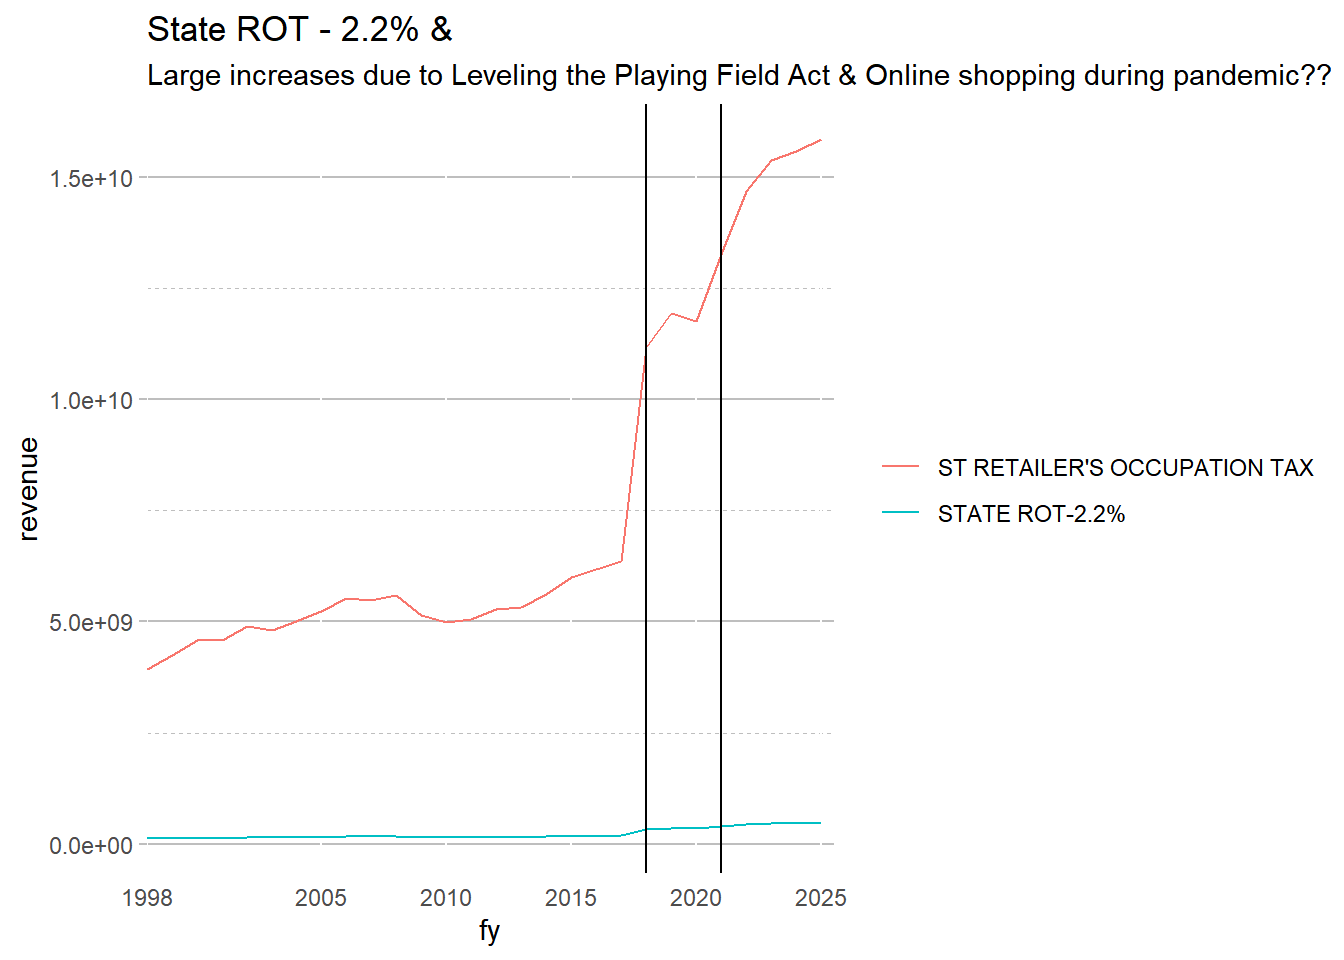 State ROT - 2.2% &
Large increases due to Leveling the Playing Field Act & Online shopping during pandemic??
1.5e+10
1.0e+10
5.0e+09
0.0e+00
revenue
1998 2005 2010 2015 2020 2025
fy
ST RETAILER'S OCCUPATION TAX
STATE ROT-2.2%